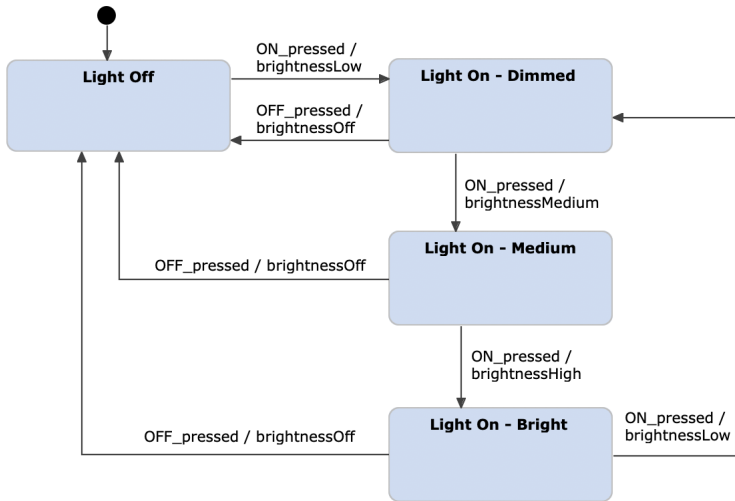 Light Off
ON_pressed /
brightnessLow
Light On - Dimmed
OFF_pressed /
brightnessOff
ON_pressed /
brightnessMedium
Light On - Medium
OFF_pressed / brightnessOff
ON_pressed /
brightnessHigh
Light On - Bright
ON_pressed /
brightnessLow
OFF_pressed / brightnessOff